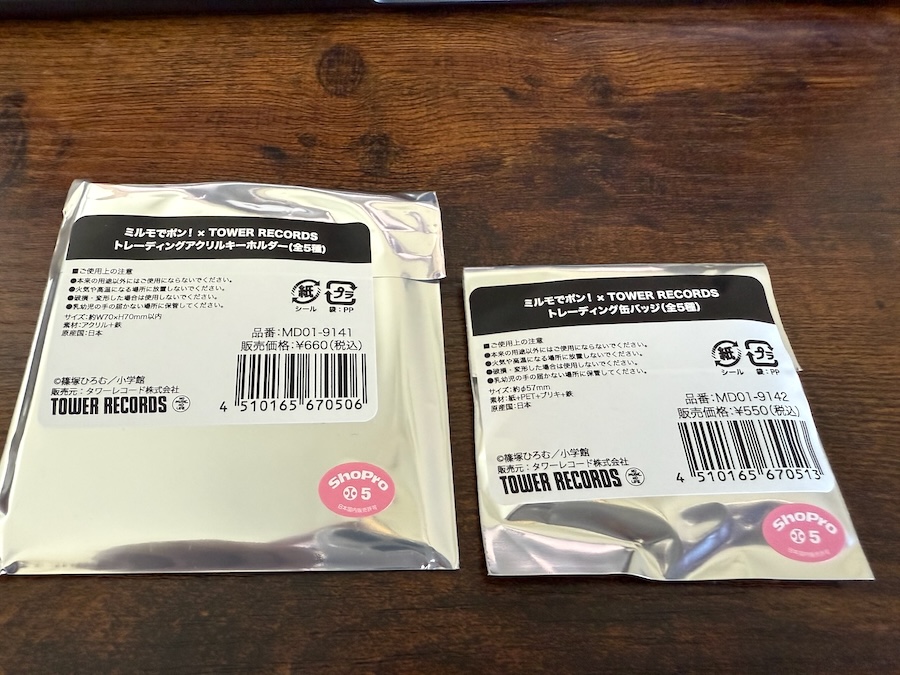 ミルモでポン！× TOWER RECORDS
トレーディングアクリルキーホルダー(全5種)
■ご使用上の注意
●本来の用途以外にはご使用にならないでください。
●火気や高温になる場所に放置しないでください。
●破損・変形した場合は使用しないでください。
●乳幼児の手の届かない場所に保管してください。
サイズ:約W70×H70mm以内
素材:アクリル+鉄
原産国:日本
紙
シール
プラ
袋:PP
品番:MD01-9141
販売価格:¥660(税込)
©篠塚ひろむ／小学館
販売元:タワーレコード株式会社
TOWER RECORDS
4 510165 670506
ShoPro
5
ミルモでポン！× TOWER RECORDS
トレーディング缶バッジ(全5種)
■ご使用上の注意
●本来の用途以外にはご使用にならないでください。
●火気や高温になる場所に放置しないでください。
●破損・変形した場合は使用しないでください。
●乳幼児の手の届かない場所に保管してください。
サイズ:約φ57mm
素材:紙+PET+ブリキ+鉄
原産国:日本
紙
シール
プラ
袋:PP
品番:MD01-9142
販売価格:¥550(税込)
©篠塚ひろむ／小学館
販売元:タワーレコード株式会社
TOWER RECORDS
4 510165 670513
ShoPro
5